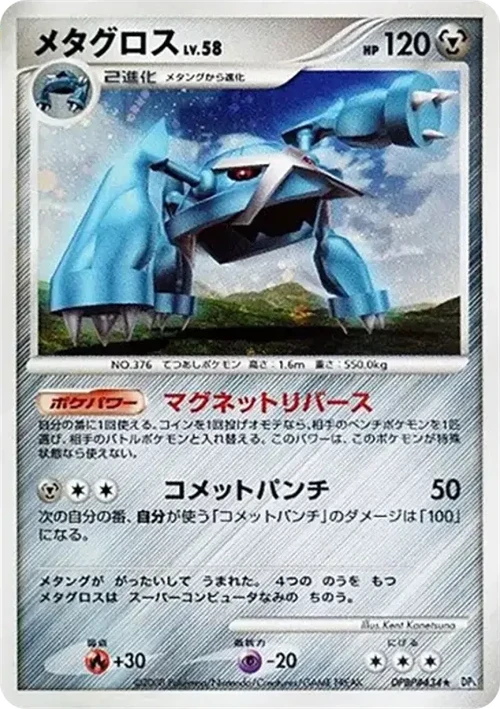 メタグロス LV.58 HP 120
2進化 メタングから進化
NO.376 てつあしポケモン 高さ:1.6m 重さ:550.0kg
ポケパワー マグネットリバース
自分の番に1回使える。コインを1回投げオモテなら、相手のベンチポケモンを1匹
選び、相手のバトルポケモンと入れ替える。このパワーは、このポケモンが特殊
状態なら使えない。
コメットパンチ 50
次の自分の番、自分が使う「コメットパンチ」のダメージは「100」
になる。
メタングが がったいして うまれた。 4つの のうを もつ
メタグロスは スーパーコンピュータなみの ちのう。
Illus.Kent Kanetsuna
弱点 抵抗力 にげる
+30 -20
©2008 Pokémon/Nintendo/Creatures/GAME FREAK DPBP#434★ DP